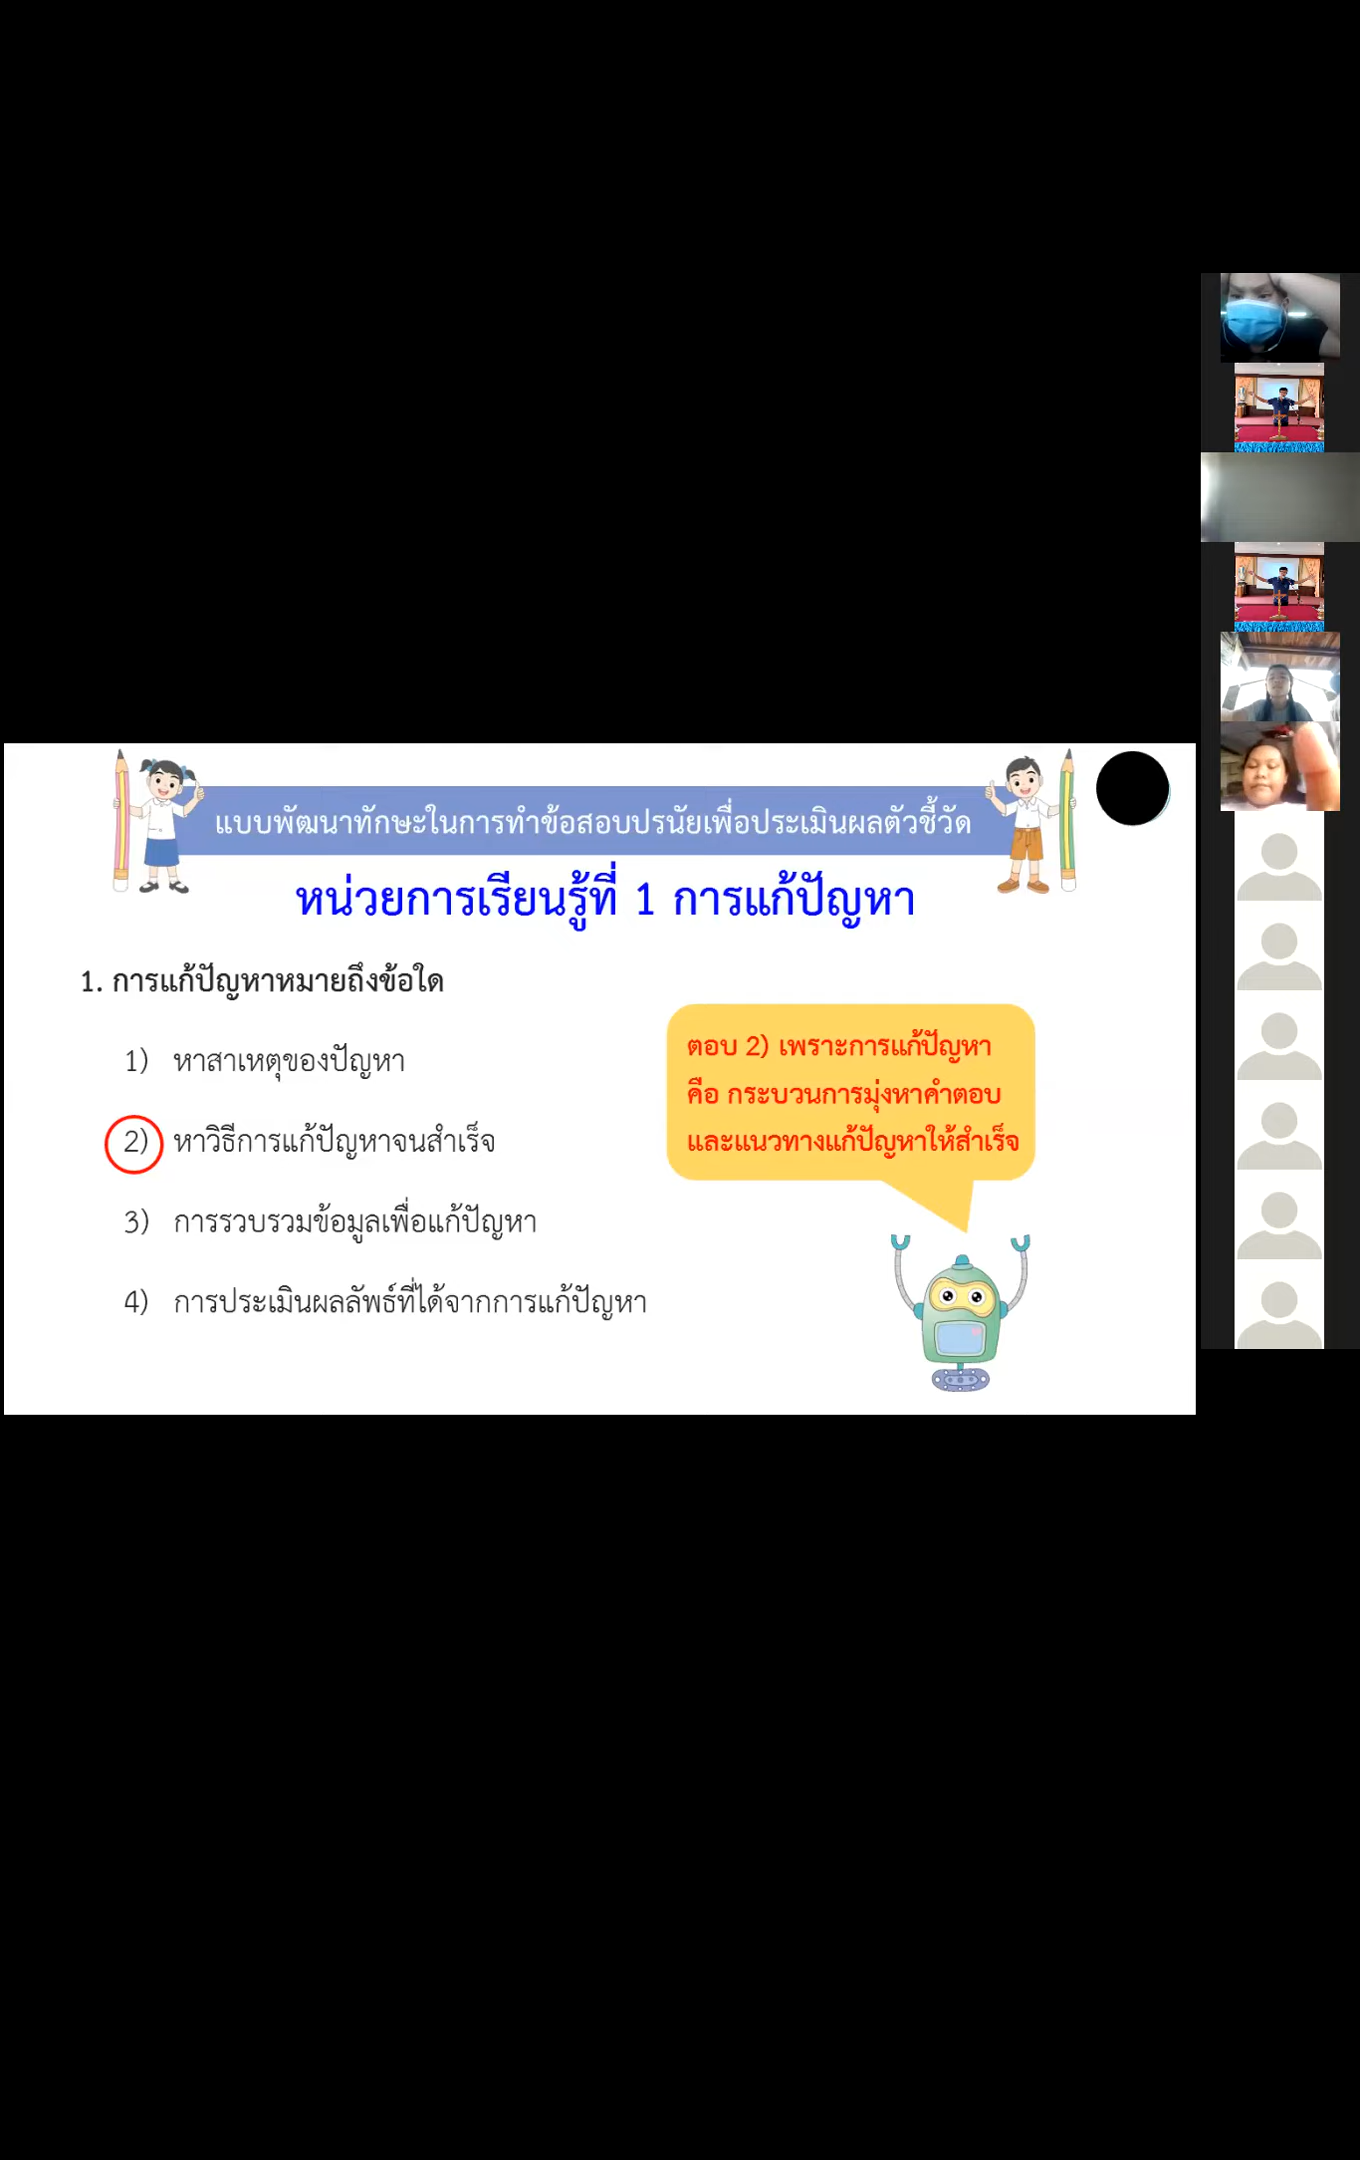 แบบพัฒนาทักษะในการทำข้อสอบปรนัยเพื่อประเมินผลตัวชี้วัด
หน่วยการเรียนรู้ที่ 1 การแก้ปัญหา
1. การแก้ปัญหาหมายถึงข้อใด
1) หาสาเหตุของปัญหา
2) หาวิธีการแก้ปัญหาจนสำเร็จ
3) การรวบรวมข้อมูลเพื่อแก้ปัญหา
4) การประเมินผลลัพธ์ที่ได้จากการแก้ปัญหา
ตอบ 2) เพราะการแก้ปัญหา
คือ กระบวนการมุ่งหาคำตอบ
และแนวทางแก้ปัญหาให้สำเร็จ